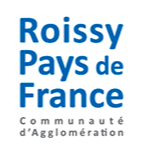 Roissy
Pays de
France
Communauté
d'Agglomération